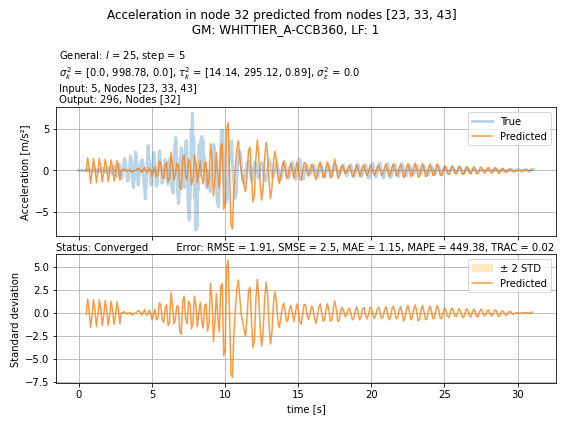 Acceleration in node 32 predicted from nodes [23, 33, 43]
GM: WHITTIER_A-CCB360, LF: 1
General: l = 25, step = 5
σ²ₖ = [0.0, 998.78, 0.0], τ²ₖ = [14.14, 295.12, 0.89], σ²ε = 0.0
Input: 5, Nodes [23, 33, 43]
Output: 296, Nodes [32]
Acceleration [m/s²]
5
0
−5
True
Predicted
Status: Converged Error: RMSE = 1.91, SMSE = 2.5, MAE = 1.15, MAPE = 449.38, TRAC = 0.02
Standard deviation
5.0
2.5
0.0
−2.5
−5.0
−7.5
± 2 STD
Predicted
0 5 10 15 20 25 30
time [s]